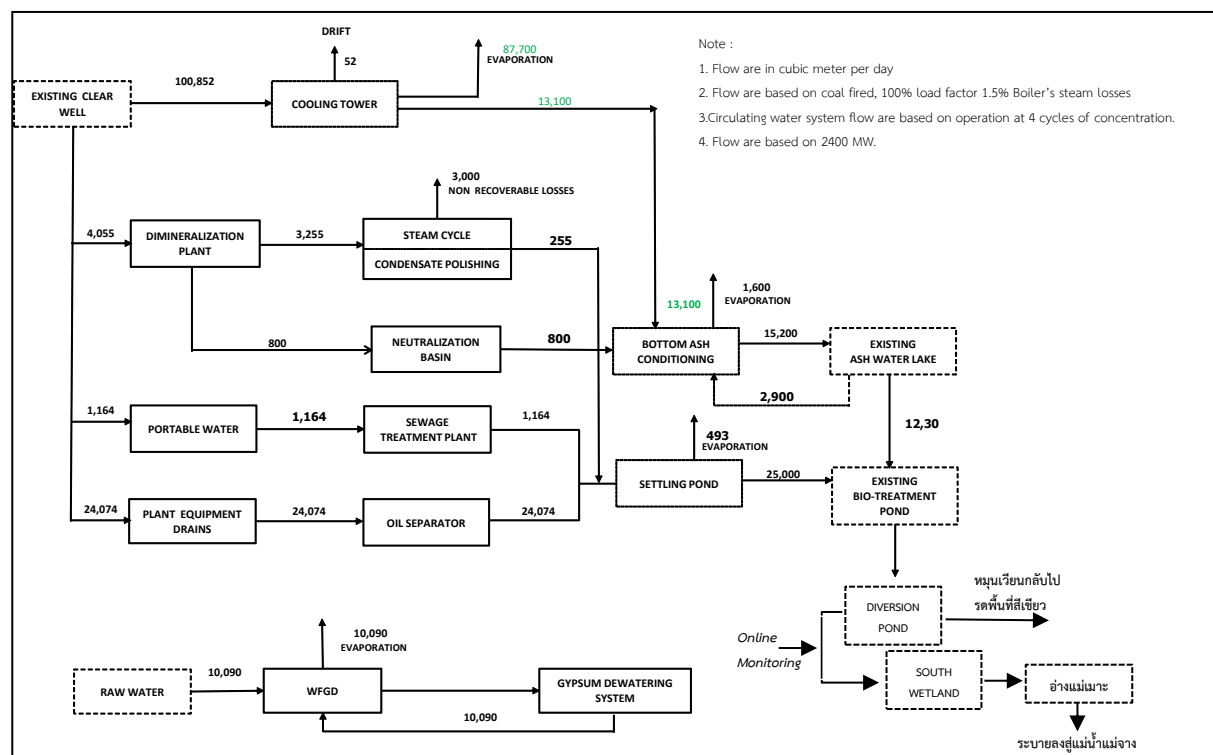 DRIFT
52
87,700
EVAPORATION
Note :
1. Flow are in cubic meter per day
2. Flow are based on coal fired, 100% load factor 1.5% Boiler's steam losses
3.Circulating water system flow are based on operation at 4 cycles of concentration.
4. Flow are based on 2400 MW.
EXISTING CLEAR
WELL
100,852
COOLING TOWER
13,100
3,000
NON RECOVERABLE LOSSES
4,055
DIMINERALIZATION
PLANT
3,255
STEAM CYCLE
CONDENSATE POLISHING
255
13,100
1,600
EVAPORATION
800
NEUTRALIZATION
BASIN
800
BOTTOM ASH
CONDITIONING
15,200
EXISTING
ASH WATER LAKE
2,900
1,164
PORTABLE WATER
1,164
SEWAGE
TREATMENT PLANT
1,164
493
EVAPORATION
12,30
24,074
PLANT EQUIPMENT
DRAINS
24,074
OIL SEPARATOR
24,074
SETTLING POND
25,000
EXISTING
BIO-TREATMENT
POND
หมุนเวียนกลับไป
รดพื้นที่สีเขียว
DIVERSION
POND
Online
Monitoring
SOUTH
WETLAND
อ่างแม่เมาะ
ระบายลงสู่แม่น้ำแม่จาง
10,090
EVAPORATION
RAW WATER
10,090
WFGD
GYPSUM DEWATERING
SYSTEM
10,090